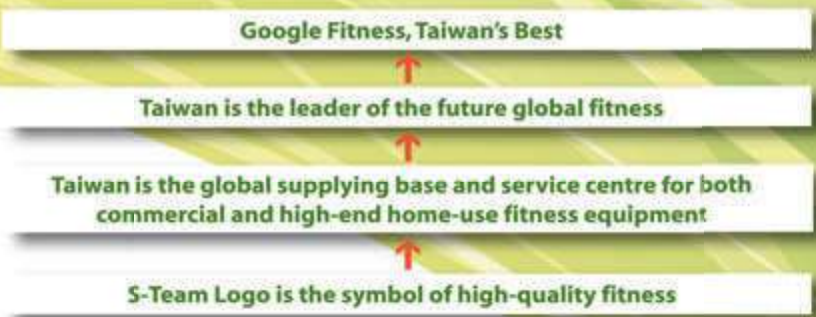 Google Fitness, Taiwan's Best
Taiwan is the leader of the future global fitness
Taiwan is the global supplying base and service centre for both
commercial and high-end home-use fitness equipment
S-Team Logo is the symbol of high-quality fitness